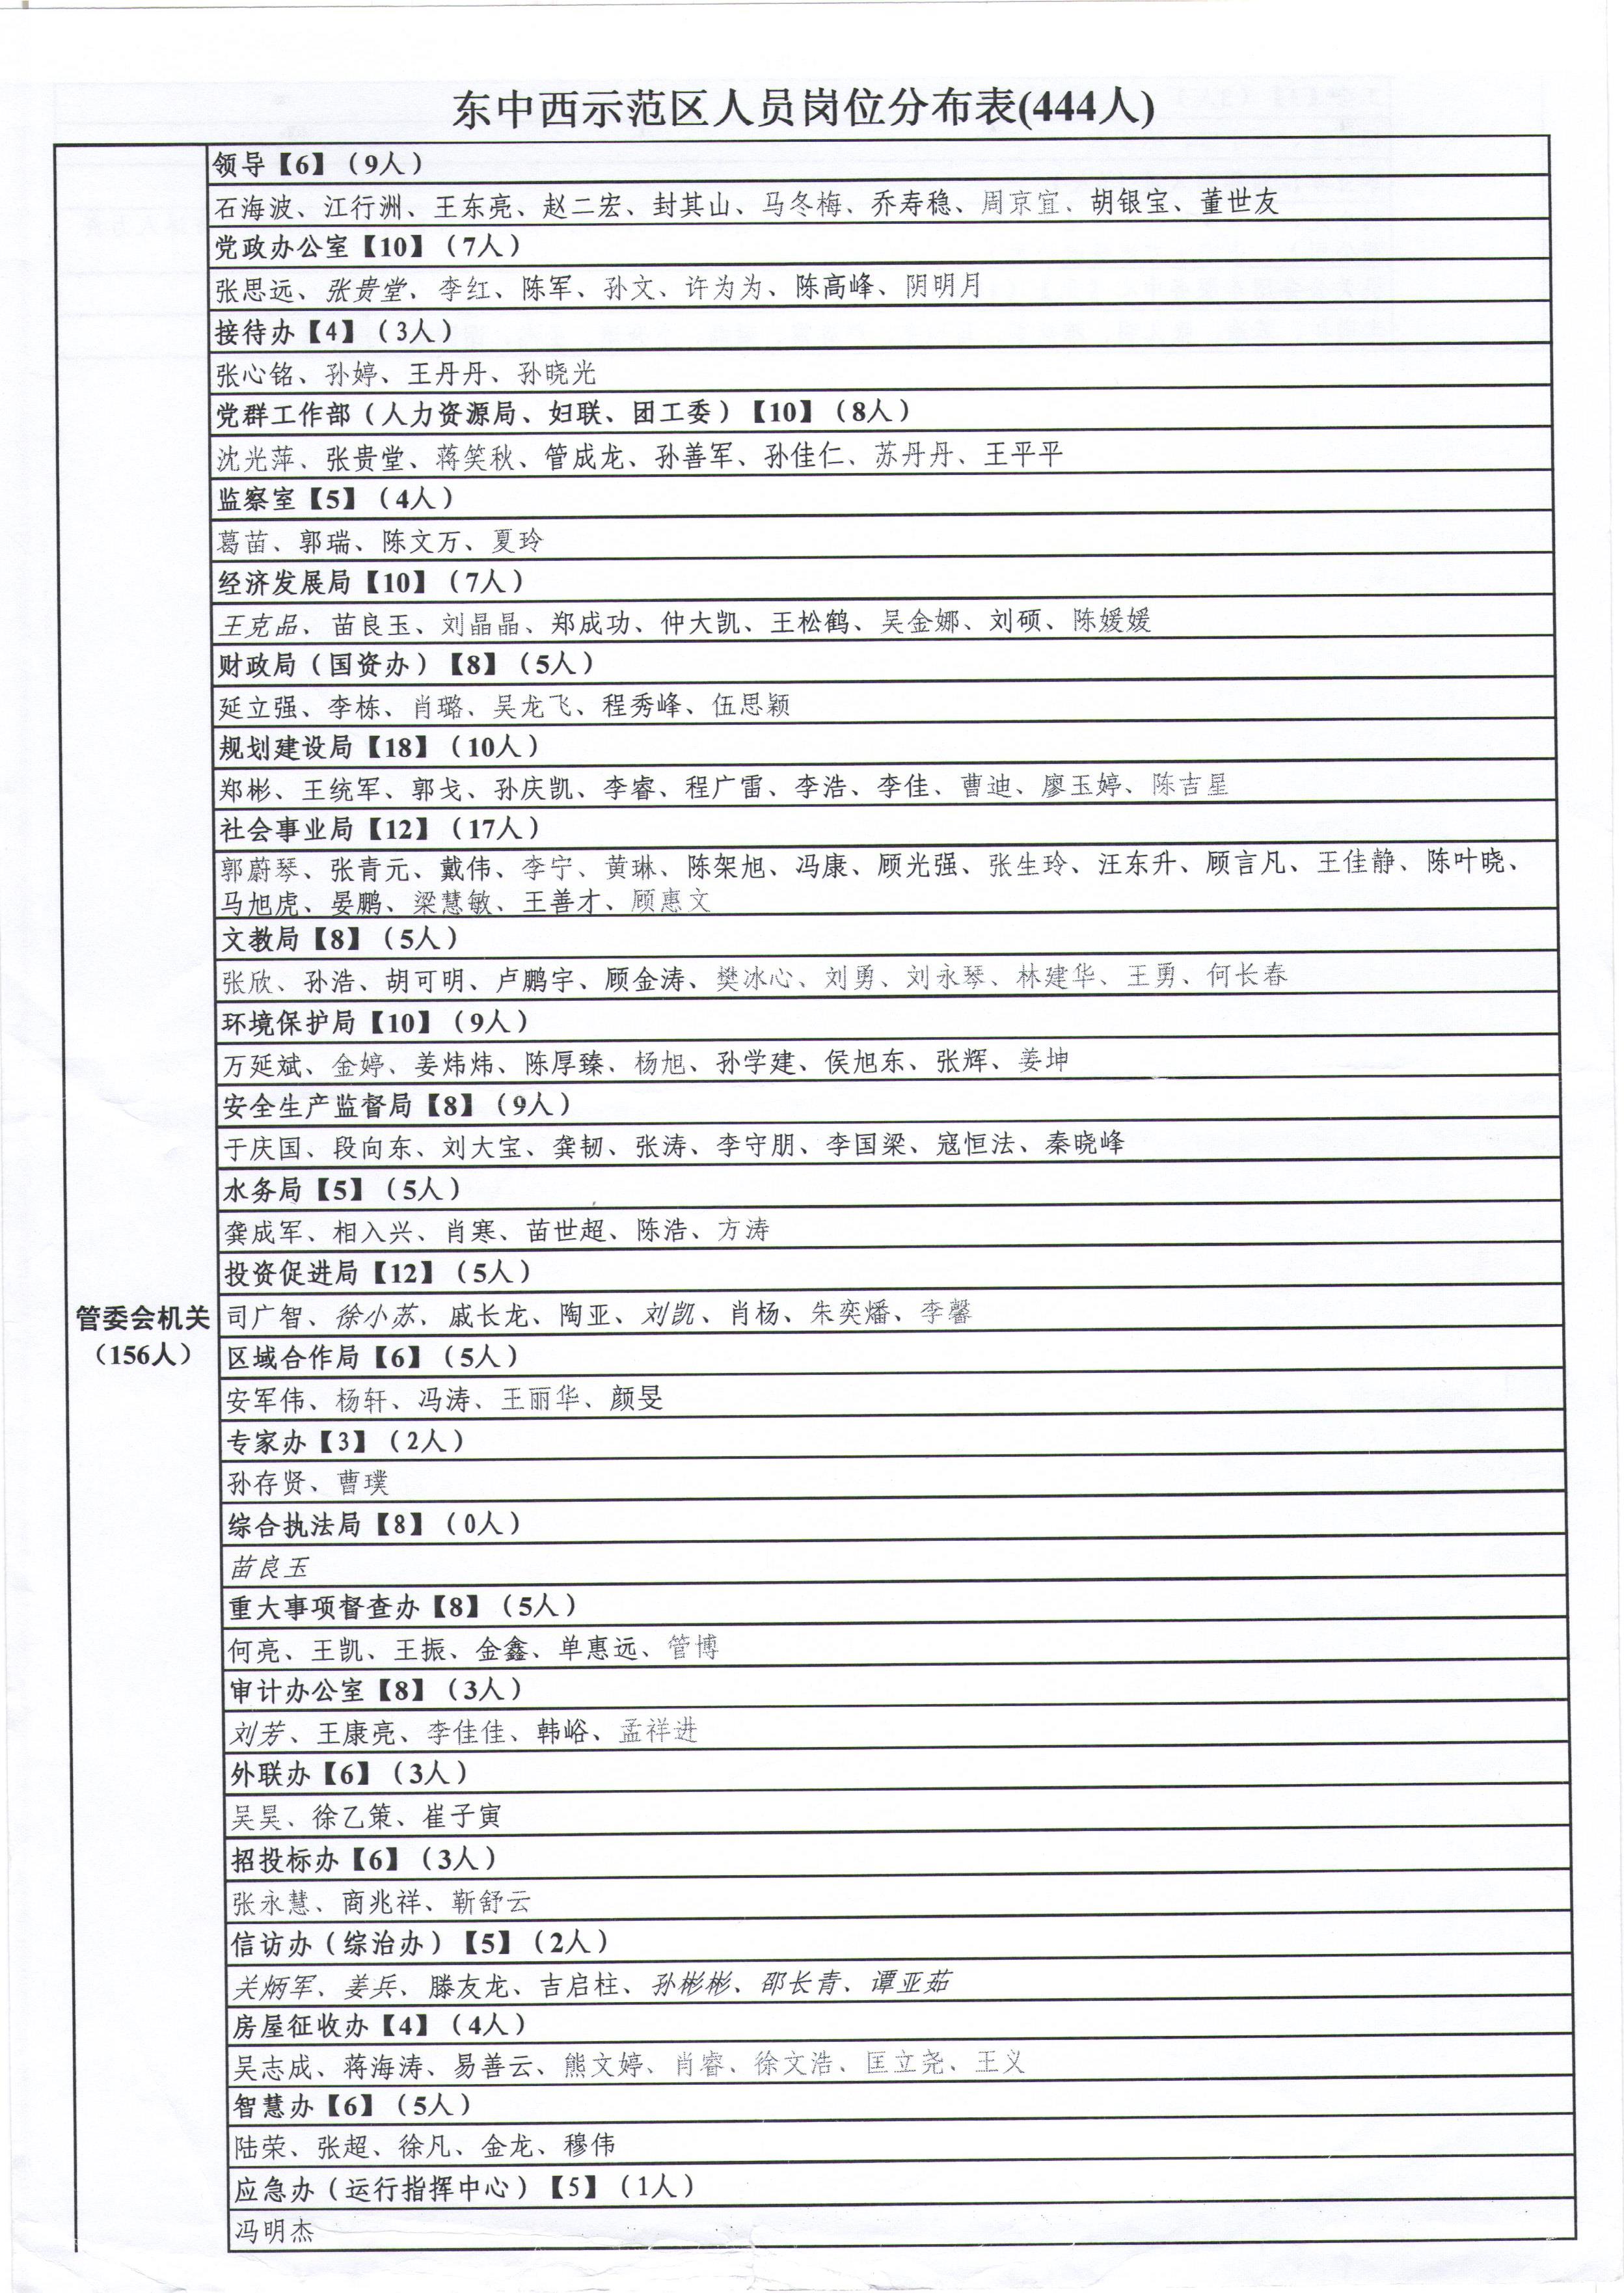 东中西示范区人员岗位分布表(444人)
领导【6】（9人）
石海波、江行洲、王东亮、赵二宏、封其山、马冬梅、乔寿稳、周京宜、胡银宝、董世友
党政办公室【10】（7人）
张思远、张贵堂、李红、陈军、孙文、许为为、陈高峰、阴明月
接待办【4】（3人）
张心铭、孙婷、王丹丹、孙晓光
党群工作部（人力资源局、妇联、团工委）【10】（8人）
沈光萍、张贵堂、蒋笑秋、管成龙、孙善军、孙佳仁、苏丹丹、王平平
监察室【5】（4人）
葛苗、郭瑞、陈文万、夏玲
经济发展局【10】（7人）
王克品、苗良玉、刘晶晶、郑成功、仲大凯、王松鹤、吴金娜、刘硕、陈媛媛
财政局（国资办）【8】（5人）
延立强、李栋、肖璐、吴龙飞、程秀峰、伍思颖
规划建设局【18】（10人）
郑彬、王统军、郭戈、孙庆凯、李睿、程广雷、李浩、李佳、曹迪、廖玉婷、陈吉星
社会事业局【12】（17人）
郭蔚琴、张青元、戴伟、李宁、黄琳、陈架旭、冯康、顾光强、张生玲、汪东升、顾言凡、王佳静、陈叶晓、
马旭虎、晏鹏、梁慧敏、王善才、顾惠文
文教局【8】（5人）
张欣、孙浩、胡可明、卢鹏宇、顾金涛、樊冰心、刘勇、刘永琴、林建华、王勇、何长春
环境保护局【10】（9人）
万延斌、金婷、姜炜炜、陈厚臻、杨旭、孙学建、侯旭东、张辉、姜坤
安全生产监督局【8】（9人）
于庆国、段向东、刘大宝、龚韧、张涛、李守朋、李国梁、寇恒法、秦晓峰
水务局【5】（5人）
龚成军、相入兴、肖寒、苗世超、陈浩、方涛
投资促进局【12】（5人）
管委会机关
（156人）
司广智、徐小苏、戚长龙、陶亚、刘凯、肖杨、朱奕燔、李馨
区域合作局【6】（5人）
安军伟、杨轩、冯涛、王丽华、颜旻
专家办【3】（2人）
孙存贤、曹璞
综合执法局【8】（0人）
苗良玉
重大事项督查办【8】（5人）
何亮、王凯、王振、金鑫、单惠远、管博
审计办公室【8】（3人）
刘芳、王康亮、李佳佳、韩峪、孟祥进
外联办【6】（3人）
吴昊、徐乙策、崔子寅
招投标办【6】（3人）
张永慧、商兆祥、靳舒云
信访办（综治办）【5】（2人）
关炳军、姜兵、滕友龙、吉启柱、孙彬彬、邵长青、谭亚茹
房屋征收办【4】（4人）
吴志成、蒋海涛、易善云、熊文婷、肖睿、徐文浩、匡立尧、王义
智慧办【6】（5人）
陆荣、张超、徐凡、金龙、穆伟
应急办（运行指挥中心）【5】（1人）
冯明杰